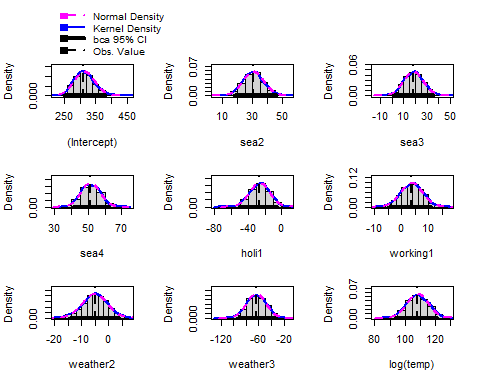 Normal Density
Kernel Density
bca 95% CI
Obs. Value
Density
0.000
250 350 450
(Intercept)
Density
0.00 0.07
10 30 50
sea2
Density
0.00 0.06
-10 10 30 50
sea3
Density
0.00
30 50 70
sea4
Density
0.00
-80 -40 0
holi1
Density
0.00 0.12
-10 0 10
working1
Density
0.00
-20 -10 0
weather2
Density
0.000
-120 -60 -20
weather3
Density
0.00 0.07
80 100 120
log(temp)